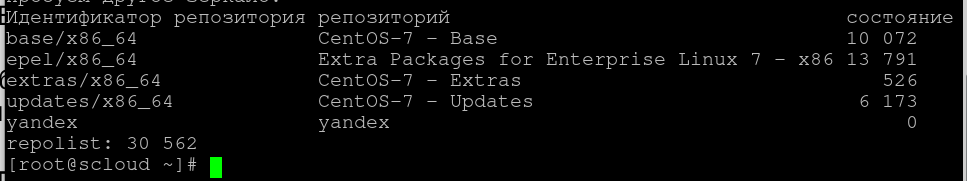 пробуем другое зеркало.
Идентификатор репозитория репозиторий состояние
base/x86_64 CentOS-7 - Base 10 072
epel/x86_64 Extra Packages for Enterprise Linux 7 - x86 13 791
extras/x86_64 CentOS-7 - Extras 526
updates/x86_64 CentOS-7 - Updates 6 173
yandex yandex 0
repolist: 30 562
[root@scloud ~]#